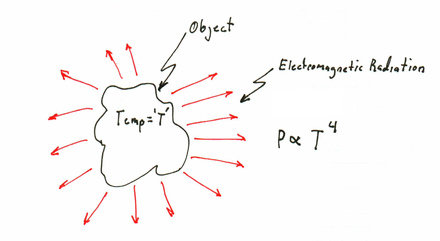 Object
Electromagnetic Radiation
Temp='T'
P ∝ T⁴